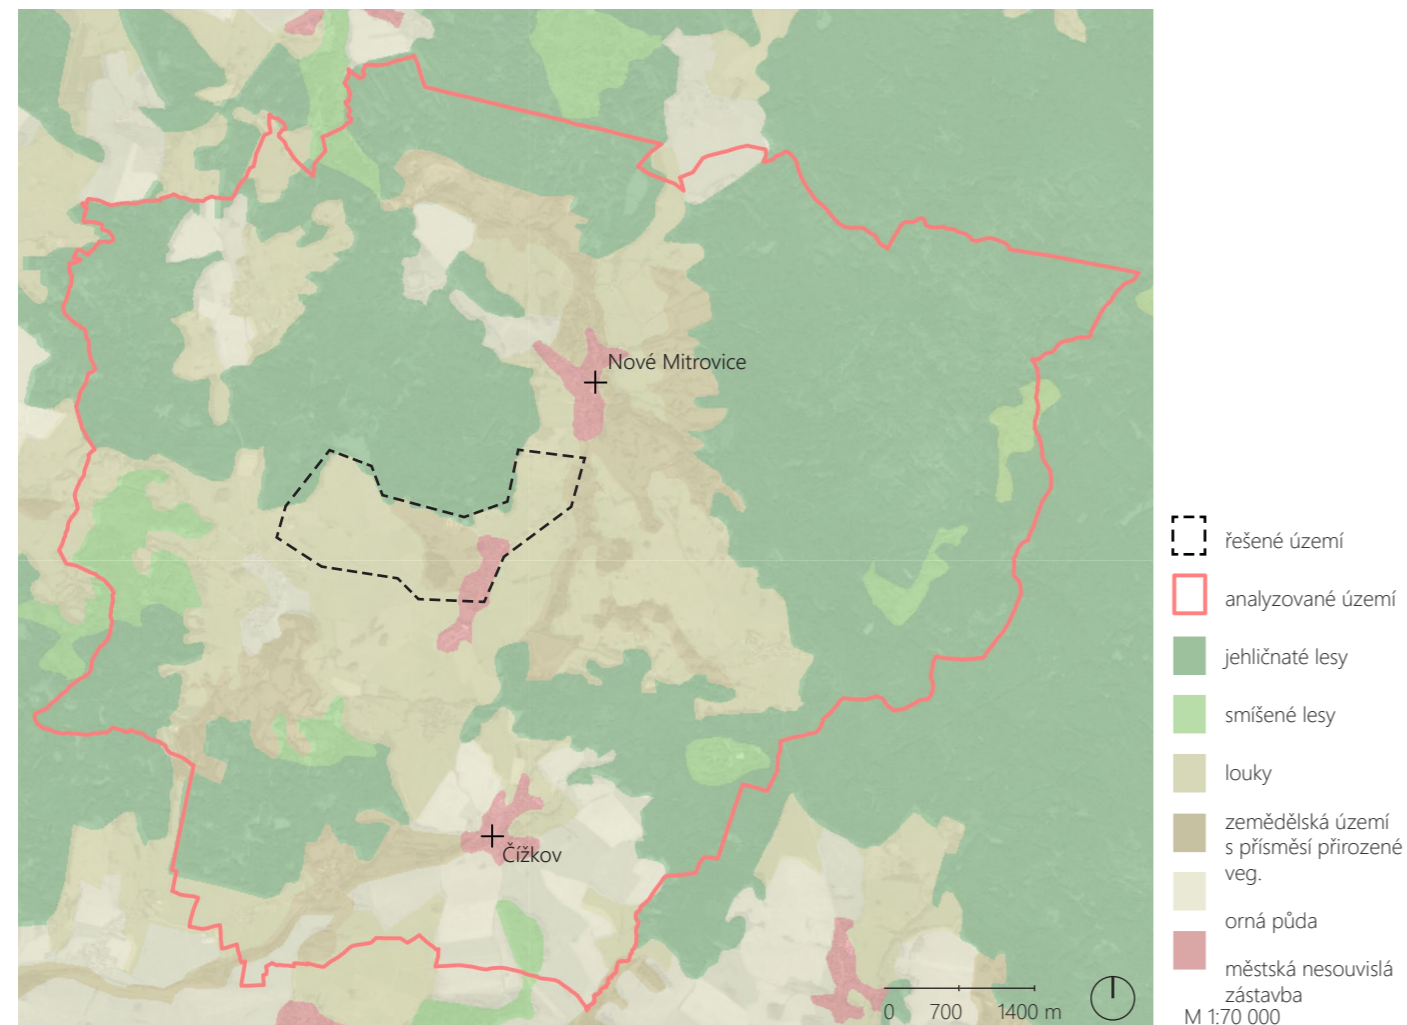 Nové Mitrovice
Čížkov
řešené území
analyzované území
jehličnaté lesy
smíšené lesy
louky
zemědělská území
s přísměsí přirozené
veg.
orná půda
městská nesouvislá
zástavba
0 700 1400 m
M 1:70 000